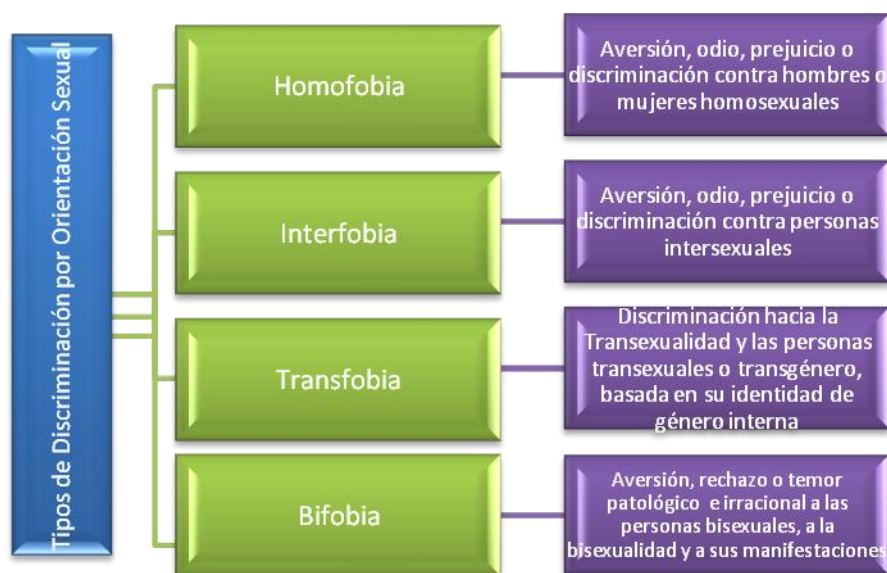 Tipos de Discriminación por Orientación Sexual
Homofobia
Aversión, odio, prejuicio o
discriminación contra hombres o
mujeres homosexuales
Interfobia
Aversión, odio, prejuicio o
discriminación contra personas
intersexuales
Transfobia
Discriminación hacia la
Transexualidad y las personas
transexuales o transgénero,
basada en su identidad de
género interna
Bifobia
Aversión, rechazo o temor
patológico e irracional a las
personas bisexuales, a la
bisexualidad y a sus manifestaciones